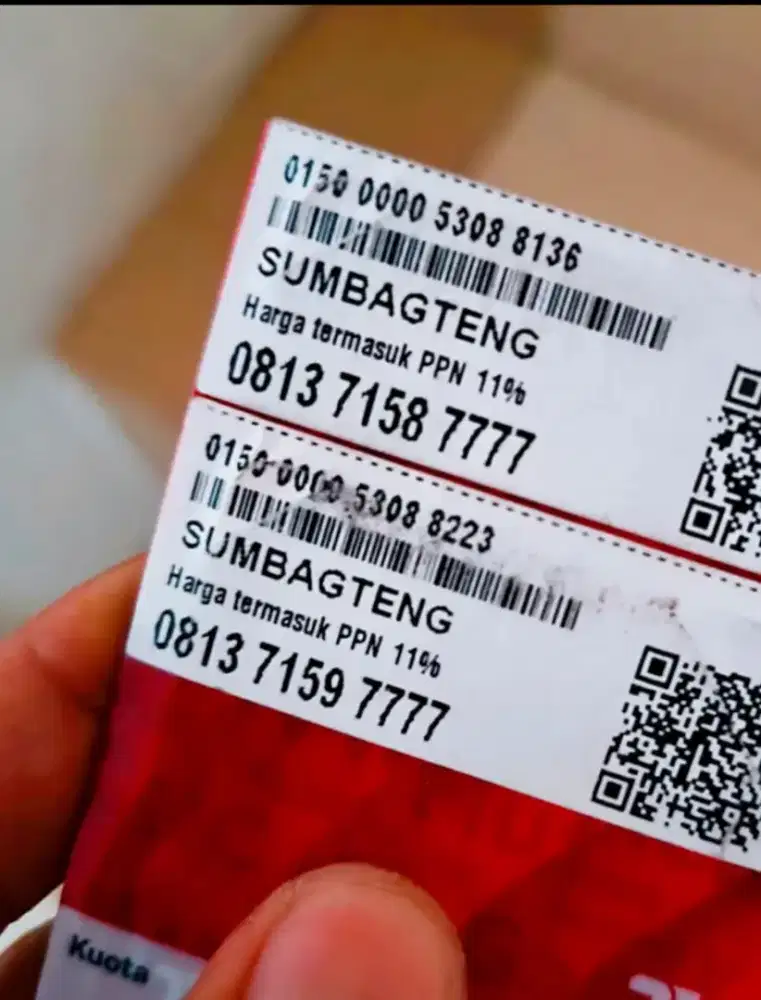 0150 0000 5308 8136
SUMBAGTENG
Harga termasuk PPN 11%
0813 7158 7777
0150 0000 5308 8223
SUMBAGTENG
Harga termasuk PPN 11%
0813 7159 7777
Kuota